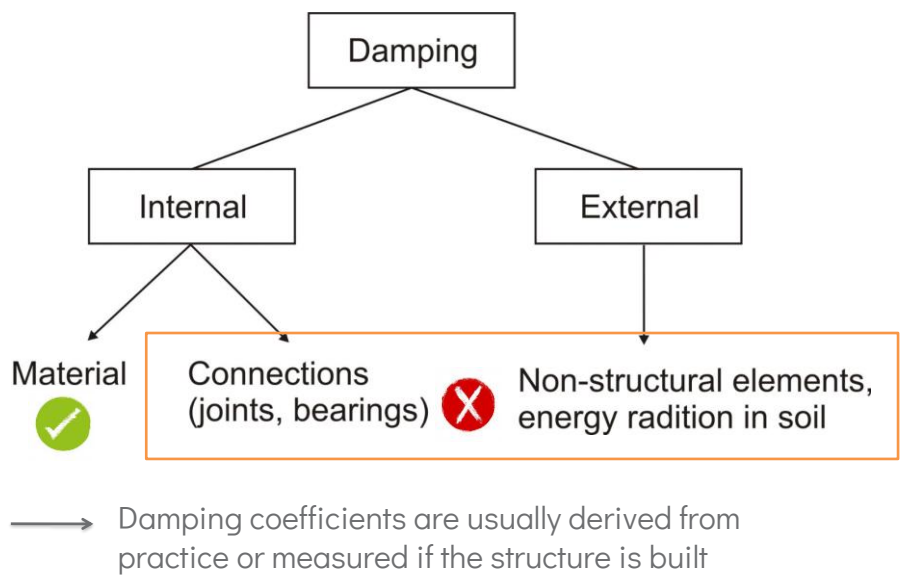 Damping
Internal
External
Material
Connections
(joints, bearings)
Non-structural elements,
energy radition in soil
Damping coefficients are usually derived from
practice or measured if the structure is built